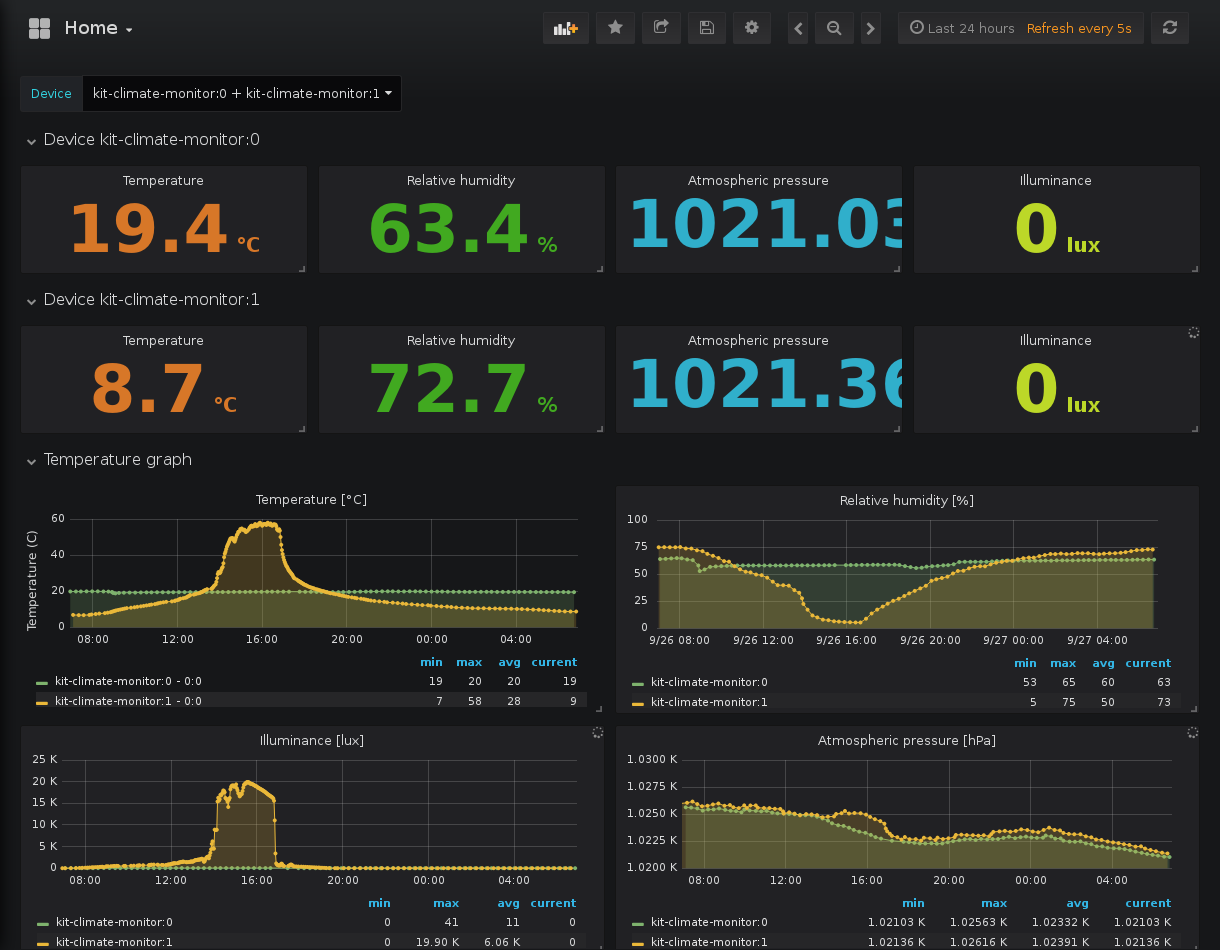 Home
Last 24 hours Refresh every 5s
Device kit-climate-monitor:0 + kit-climate-monitor:1
Device kit-climate-monitor:0
Temperature Relative humidity Atmospheric pressure Illuminance
19.4 °C 63.4 % 1021.03 0 lux
Device kit-climate-monitor:1
Temperature Relative humidity Atmospheric pressure Illuminance
8.7 °C 72.7 % 1021.36 0 lux
Temperature graph
Temperature [°C]
Temperature (C)
60
40
20
0
08:00 12:00 16:00 20:00 00:00 04:00
min max avg current
kit-climate-monitor:0 - 0:0 19 20 20 19
kit-climate-monitor:1 - 0:0 7 58 28 9
Relative humidity [%]
100
75
50
25
0
9/26 08:00 9/26 12:00 9/26 16:00 9/26 20:00 9/27 00:00 9/27 04:00
min max avg current
kit-climate-monitor:0 53 65 60 63
kit-climate-monitor:1 5 75 50 73
Illuminance [lux]
25 K
20 K
15 K
10 K
5 K
0
08:00 12:00 16:00 20:00 00:00 04:00
min max avg current
kit-climate-monitor:0 0 41 11 0
kit-climate-monitor:1 0 19.90 K 6.06 K 0
Atmospheric pressure [hPa]
1.0300 K
1.0275 K
1.0250 K
1.0225 K
1.0200 K
08:00 12:00 16:00 20:00 00:00 04:00
min max avg current
kit-climate-monitor:0 1.02103 K 1.02563 K 1.02332 K 1.02103 K
kit-climate-monitor:1 1.02136 K 1.02616 K 1.02391 K 1.02136 K